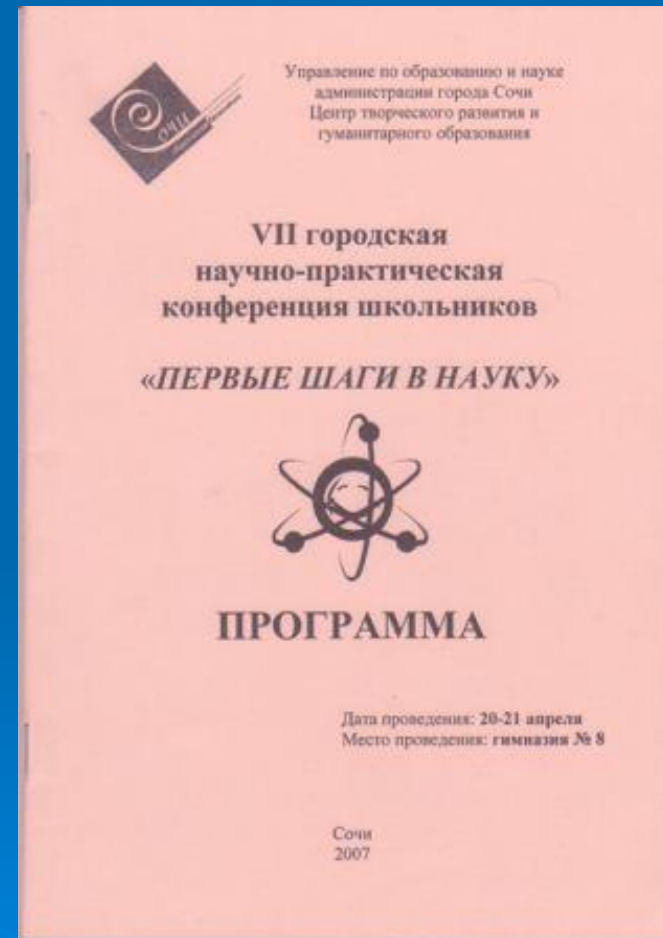 Управление по образованию и науке
администрации города Сочи
Центр творческого развития и
гуманитарного образования
Сочи
VII городская
научно-практическая
конференция школьников
«ПЕРВЫЕ ШАГИ В НАУКУ»
ПРОГРАММА
Дата проведения: 20-21 апреля
Место проведения: гимназия № 8
Сочи
2007